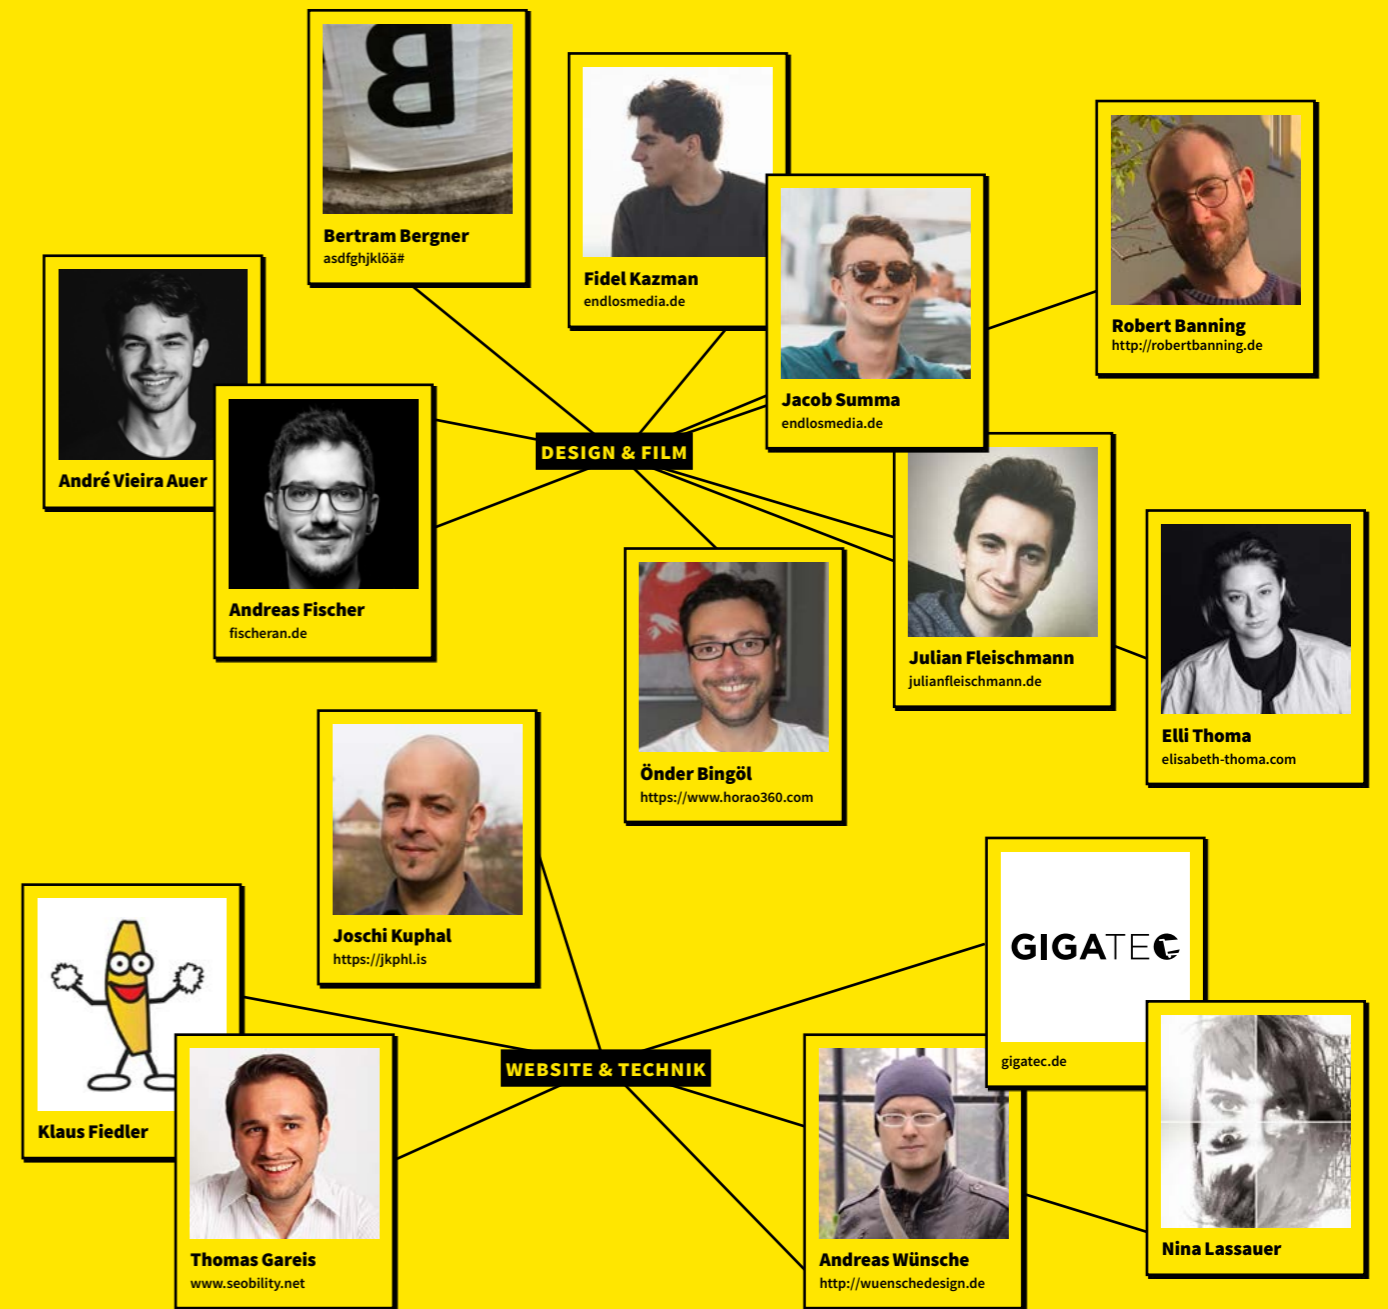 B
Bertram Bergner
asdfghjklöä#
Fidel Kazman
endlosmedia.de
Robert Banning
http://robertbanning.de
Jacob Summa
endlosmedia.de
André Vieira Auer
DESIGN & FILM
Andreas Fischer
fischeran.de
Julian Fleischmann
julianfleischmann.de
Elli Thoma
elisabeth-thoma.com
Önder Bingöl
https://www.horao360.com
Joschi Kuphal
https://jkphl.is
GIGATEC
gigatec.de
WEBSITE & TECHNIK
Klaus Fiedler
Thomas Gareis
www.seobility.net
Andreas Wünsche
http://wuenschedesign.de
Nina Lassauer